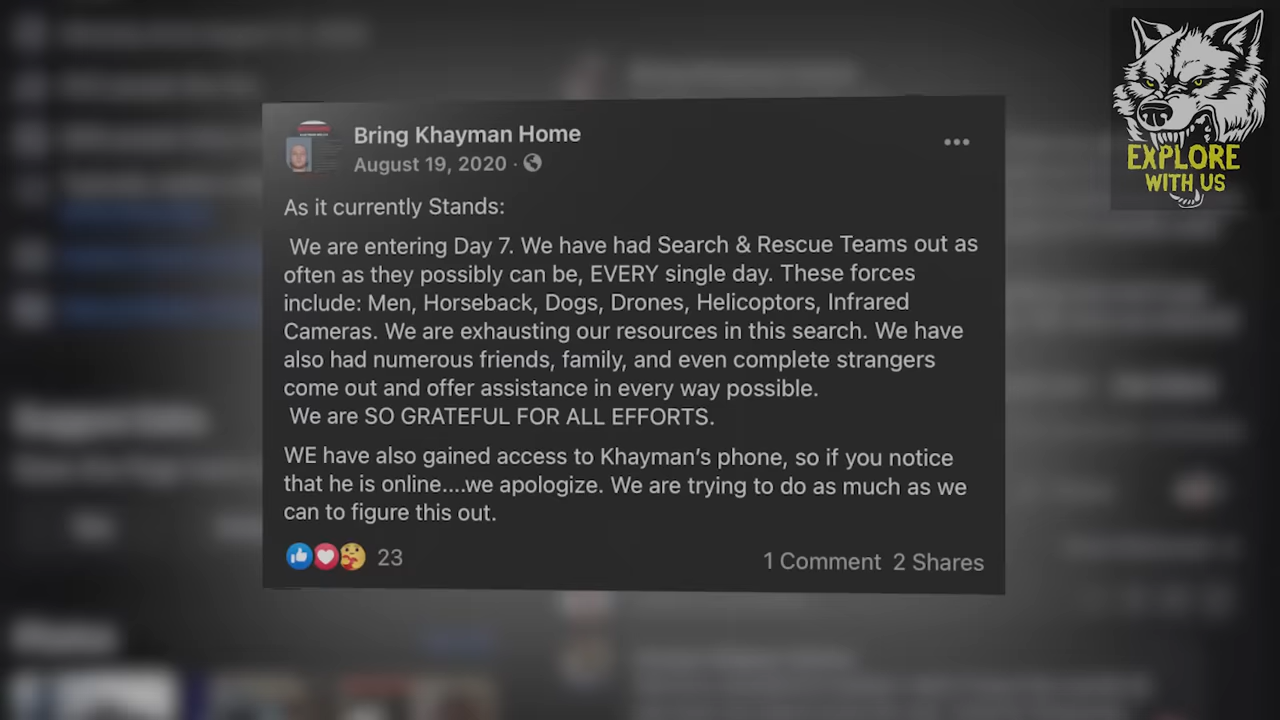 Bring Khayman Home
August 19, 2020 ·
As it currently Stands:
We are entering Day 7. We have had Search & Rescue Teams out as
often as they possibly can be, EVERY single day. These forces
include: Men, Horseback, Dogs, Drones, Helicoptors, Infrared
Cameras. We are exhausting our resources in this search. We have
also had numerous friends, family, and even complete strangers
come out and offer assistance in every way possible.
We are SO GRATEFUL FOR ALL EFFORTS.
WE have also gained access to Khayman's phone, so if you notice
that he is online....we apologize. We are trying to do as much as we
can to figure this out.
23
1 Comment 2 Shares
EXPLORE
WITH US